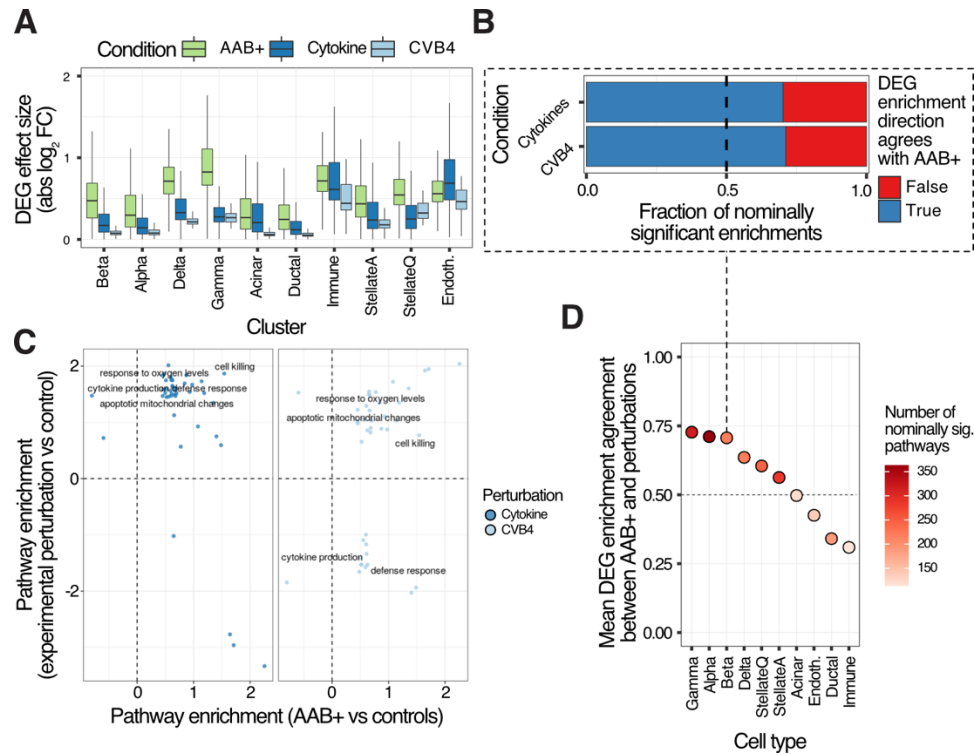 A
Condition AAB+ Cytokine CVB4
DEG effect size
(abs log2 FC)
2
1
0
Beta
Alpha
Delta
Gamma
Acinar
Ductal
Immune
StellateA
StellateQ
Endoth.
Cluster
B
Condition
Cytokines
CVB4
0.0 0.5 1.0
Fraction of nominally
significant enrichments
DEG
enrichment
direction
agrees
with AAB+
False
True
C
Pathway enrichment
(experimental perturbation vs control)
2
0
-2
response to oxygen levels
cell killing
cytokine production defense response
apoptotic mitochondrial changes
response to oxygen levels
apoptotic mitochondrial changes
cell killing
cytokine production
defense response
0 1 2 0 1 2
Pathway enrichment (AAB+ vs controls)
Perturbation
Cytokine
CVB4
D
Mean DEG enrichment agreement
between AAB+ and perturbations
1.00
0.75
0.50
0.25
0.00
Gamma
Alpha
Beta
Delta
StellateQ
StellateA
Acinar
Endoth.
Ductal
Immune
Cell type
Number of
nominally sig.
pathways
350
300
250
200
150